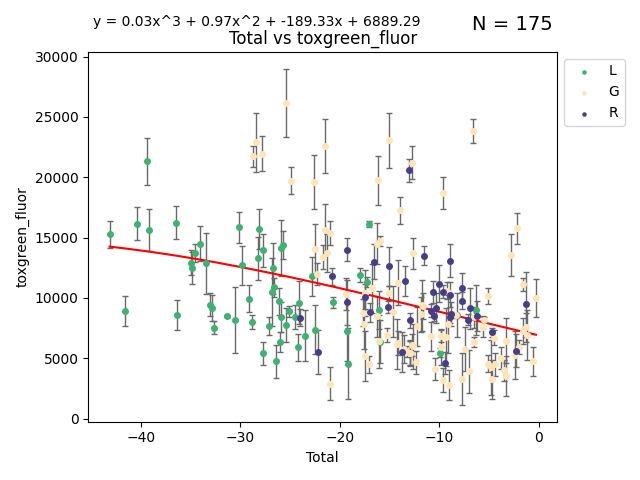 y = 0.03x^3 + 0.97x^2 + -189.33x + 6889.29
N = 175
Total vs toxgreen_fluor
30000
25000
20000
15000
10000
5000
0
toxgreen_fluor
−40
−30
−20
−10
0
Total
L
G
R